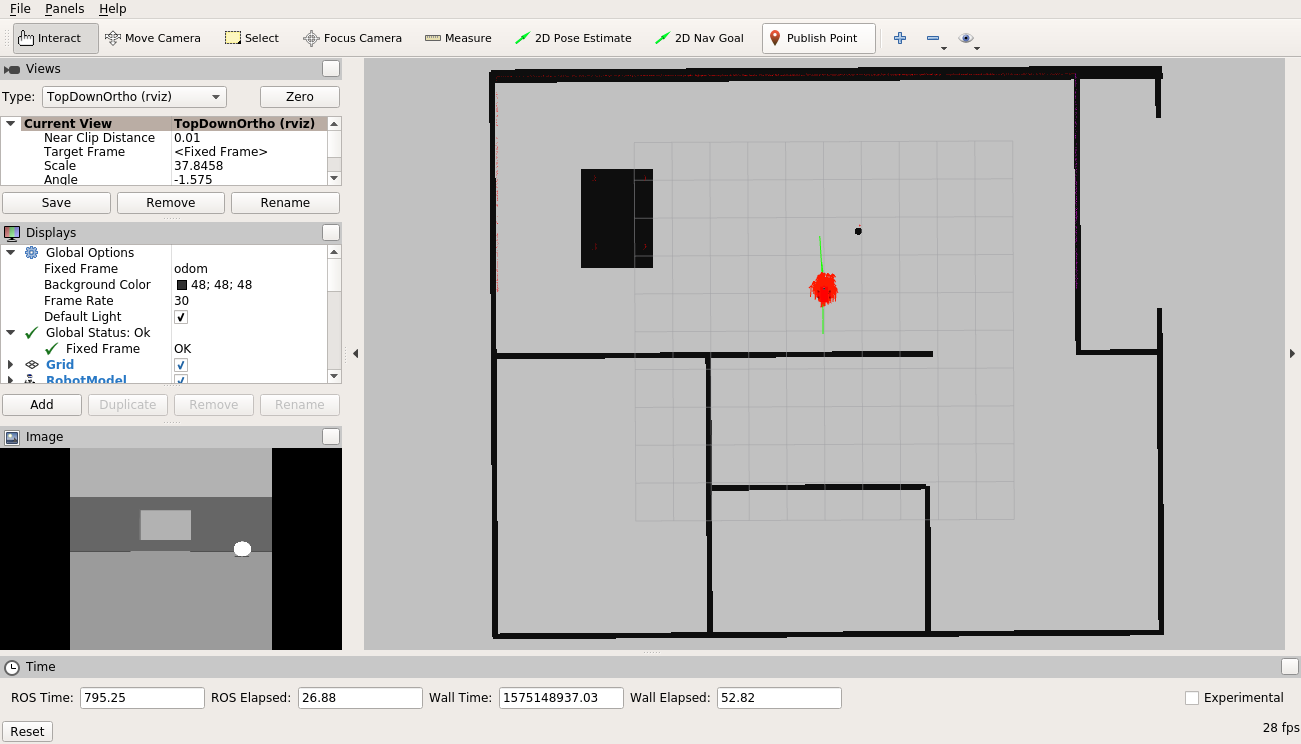 File Panels Help
Interact Move Camera Select Focus Camera Measure 2D Pose Estimate 2D Nav Goal Publish Point
Views
Type: TopDownOrtho (rviz) Zero
Current View TopDownOrtho (rviz)
Near Clip Distance 0.01
Target Frame <Fixed Frame>
Scale 37.8458
Angle -1.575
Save Remove Rename
Displays
Global Options
Fixed Frame odom
Background Color 48; 48; 48
Frame Rate 30
Default Light
Global Status: Ok
Fixed Frame OK
Grid
RobotModel
Add Duplicate Remove Rename
Image
Time
ROS Time: 795.25 ROS Elapsed: 26.88 Wall Time: 1575148937.03 Wall Elapsed: 52.82 Experimental
Reset 28 fps